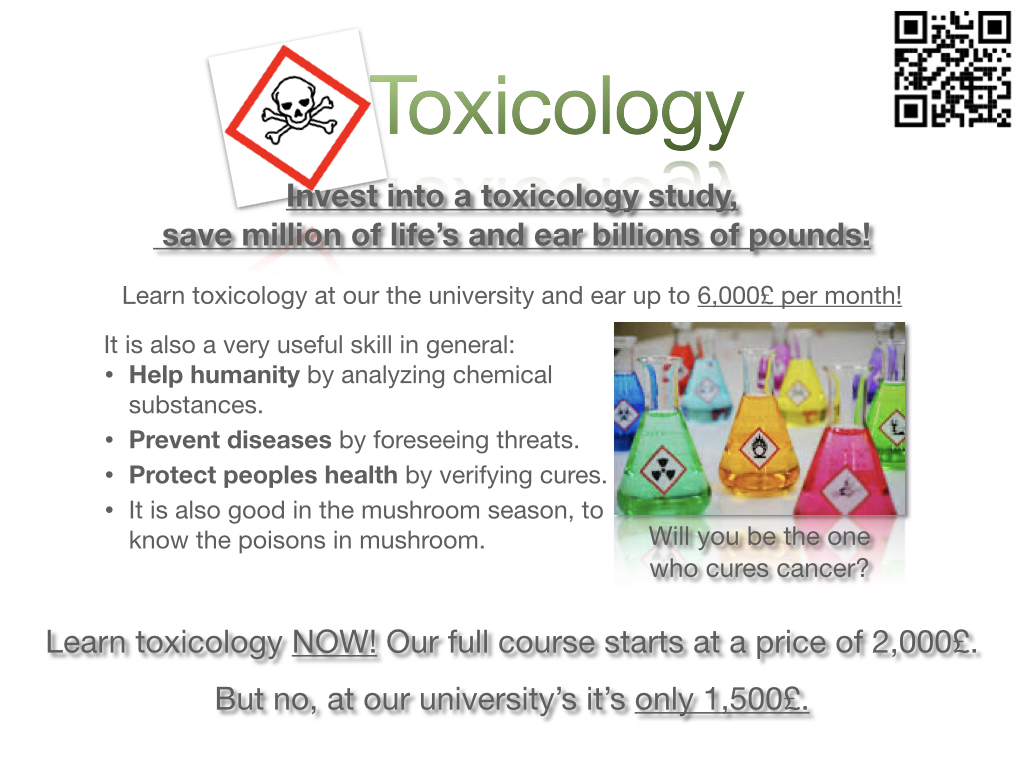 Toxicology
Invest into a toxicology study,
save million of life's and ear billions of pounds!
Learn toxicology at our the university and ear up to 6,000£ per month!
It is also a very useful skill in general:
• Help humanity by analyzing chemical
substances.
• Prevent diseases by foreseeing threats.
• Protect peoples health by verifying cures.
• It is also good in the mushroom season, to
know the poisons in mushroom.
Will you be the one
who cures cancer?
Learn toxicology NOW! Our full course starts at a price of 2,000£.
But no, at our university's it's only 1,500£.